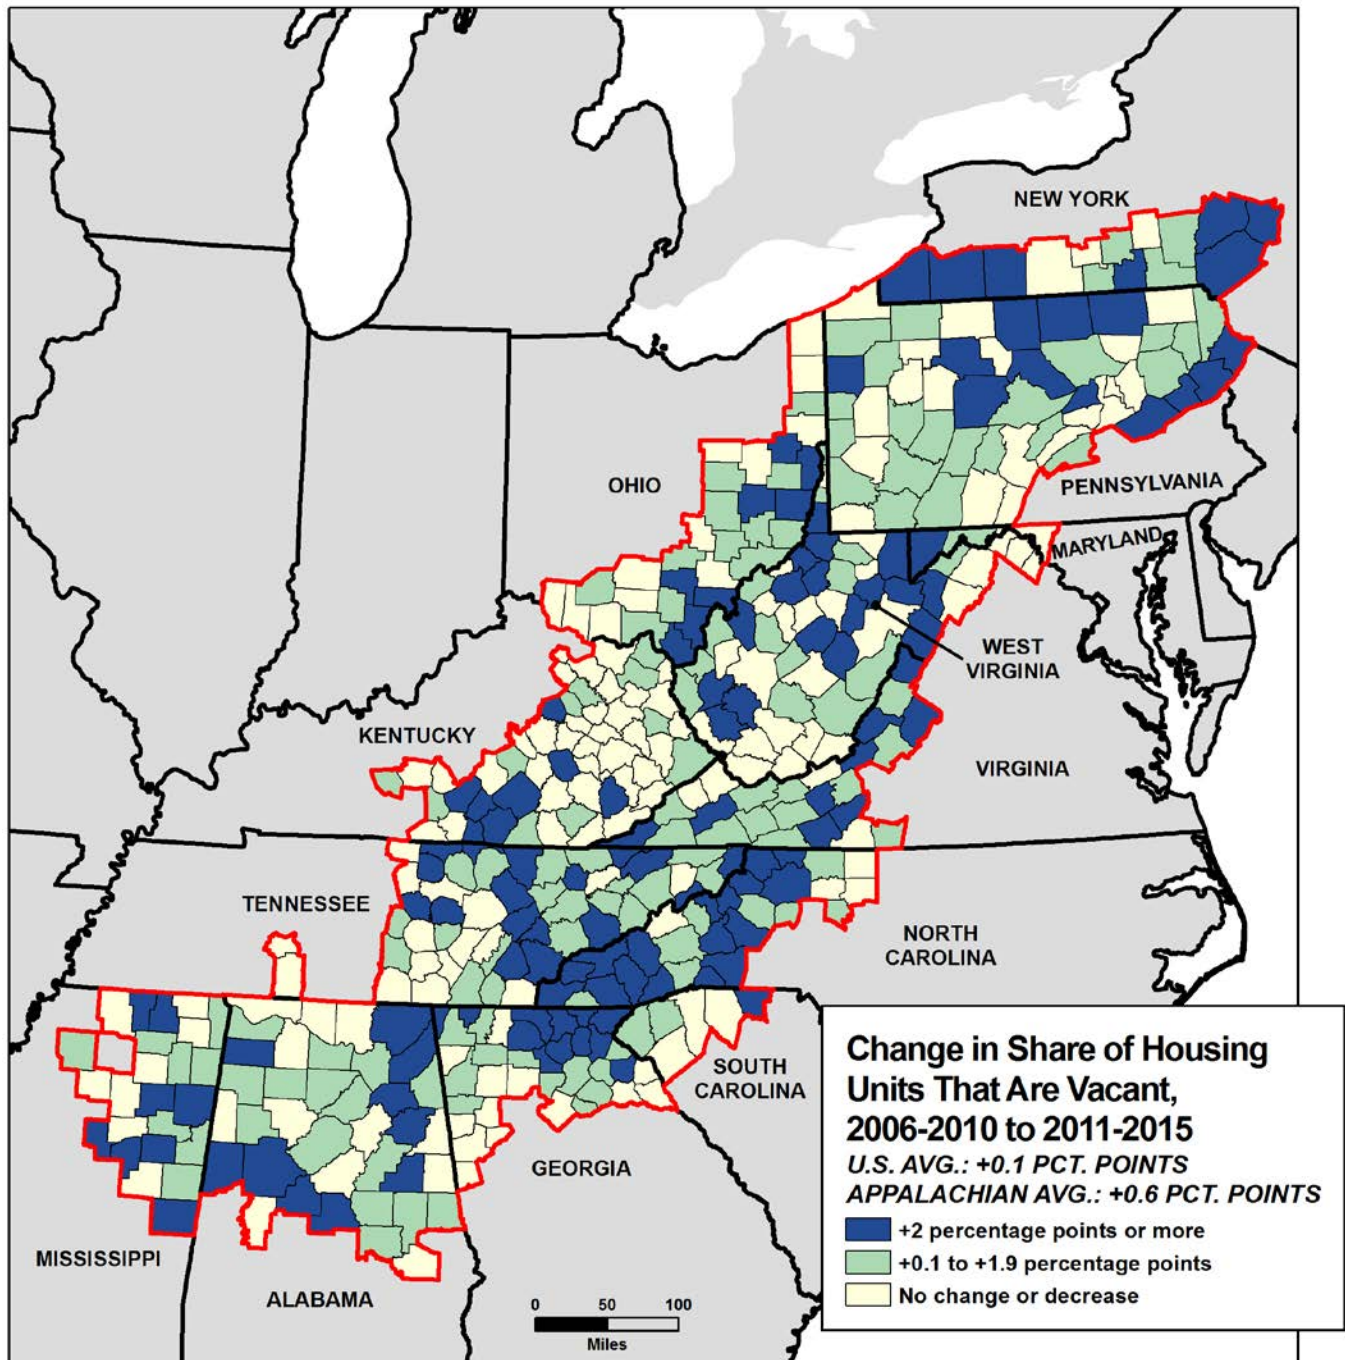 NEW YORK
OHIO
PENNSYLVANIA
MARYLAND
WEST
VIRGINIA
KENTUCKY
VIRGINIA
TENNESSEE
NORTH
CAROLINA
SOUTH
CAROLINA
GEORGIA
MISSISSIPPI
ALABAMA
0 50 100
Miles
Change in Share of Housing
Units That Are Vacant,
2006-2010 to 2011-2015
U.S. AVG.: +0.1 PCT. POINTS
APPALACHIAN AVG.: +0.6 PCT. POINTS
+2 percentage points or more
+0.1 to +1.9 percentage points
No change or decrease